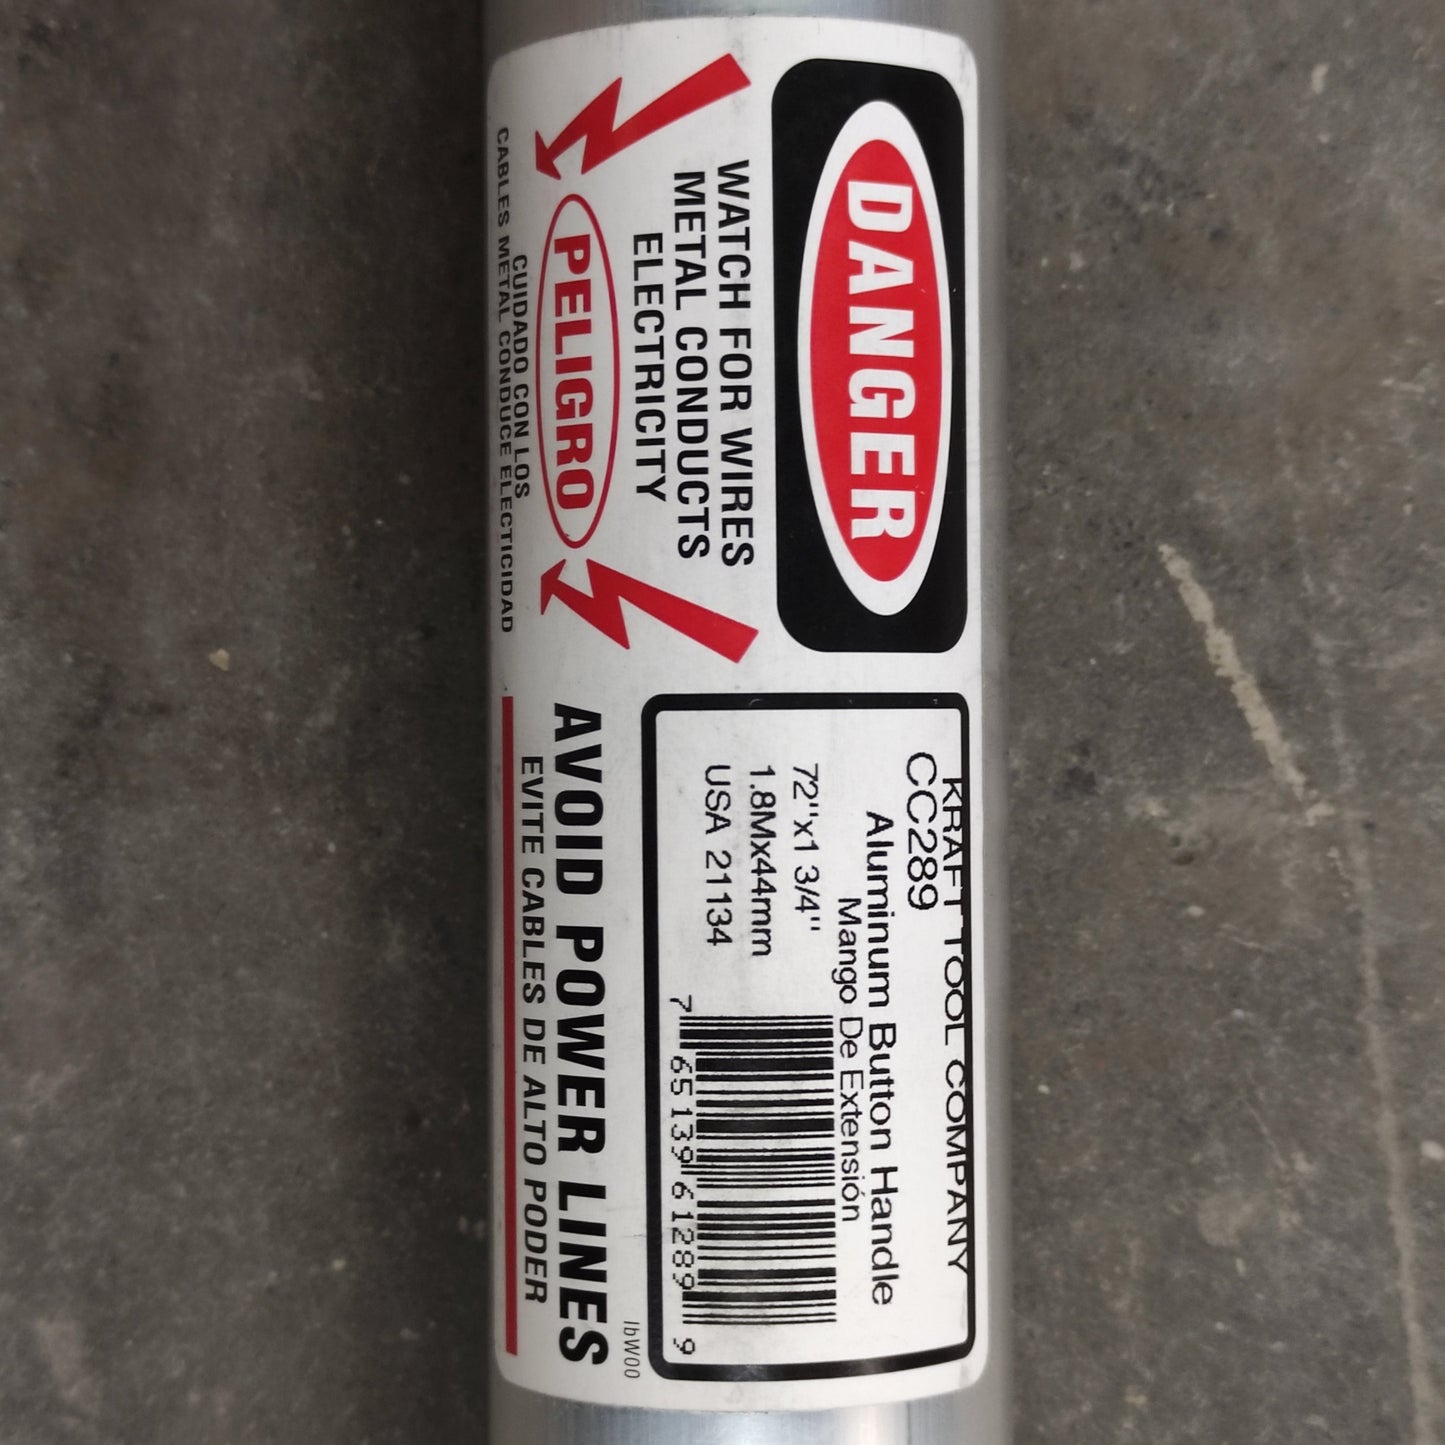 DANGER
WATCH FOR WIRES
METAL CONDUCTS
ELECTRICITY
PELIGRO
CUIDADO CON LOS
CABLES METAL CONDUCE ELECTICIDAD
KRAFT TOOL COMPANY
CC289
Aluminum Button Handle
Mango De Extensión
72"x1 3/4"
1.8Mx44mm
USA 21134
7 65139 61289 9
lbW00
AVOID POWER LINES
EVITE CABLES DE ALTO PODER